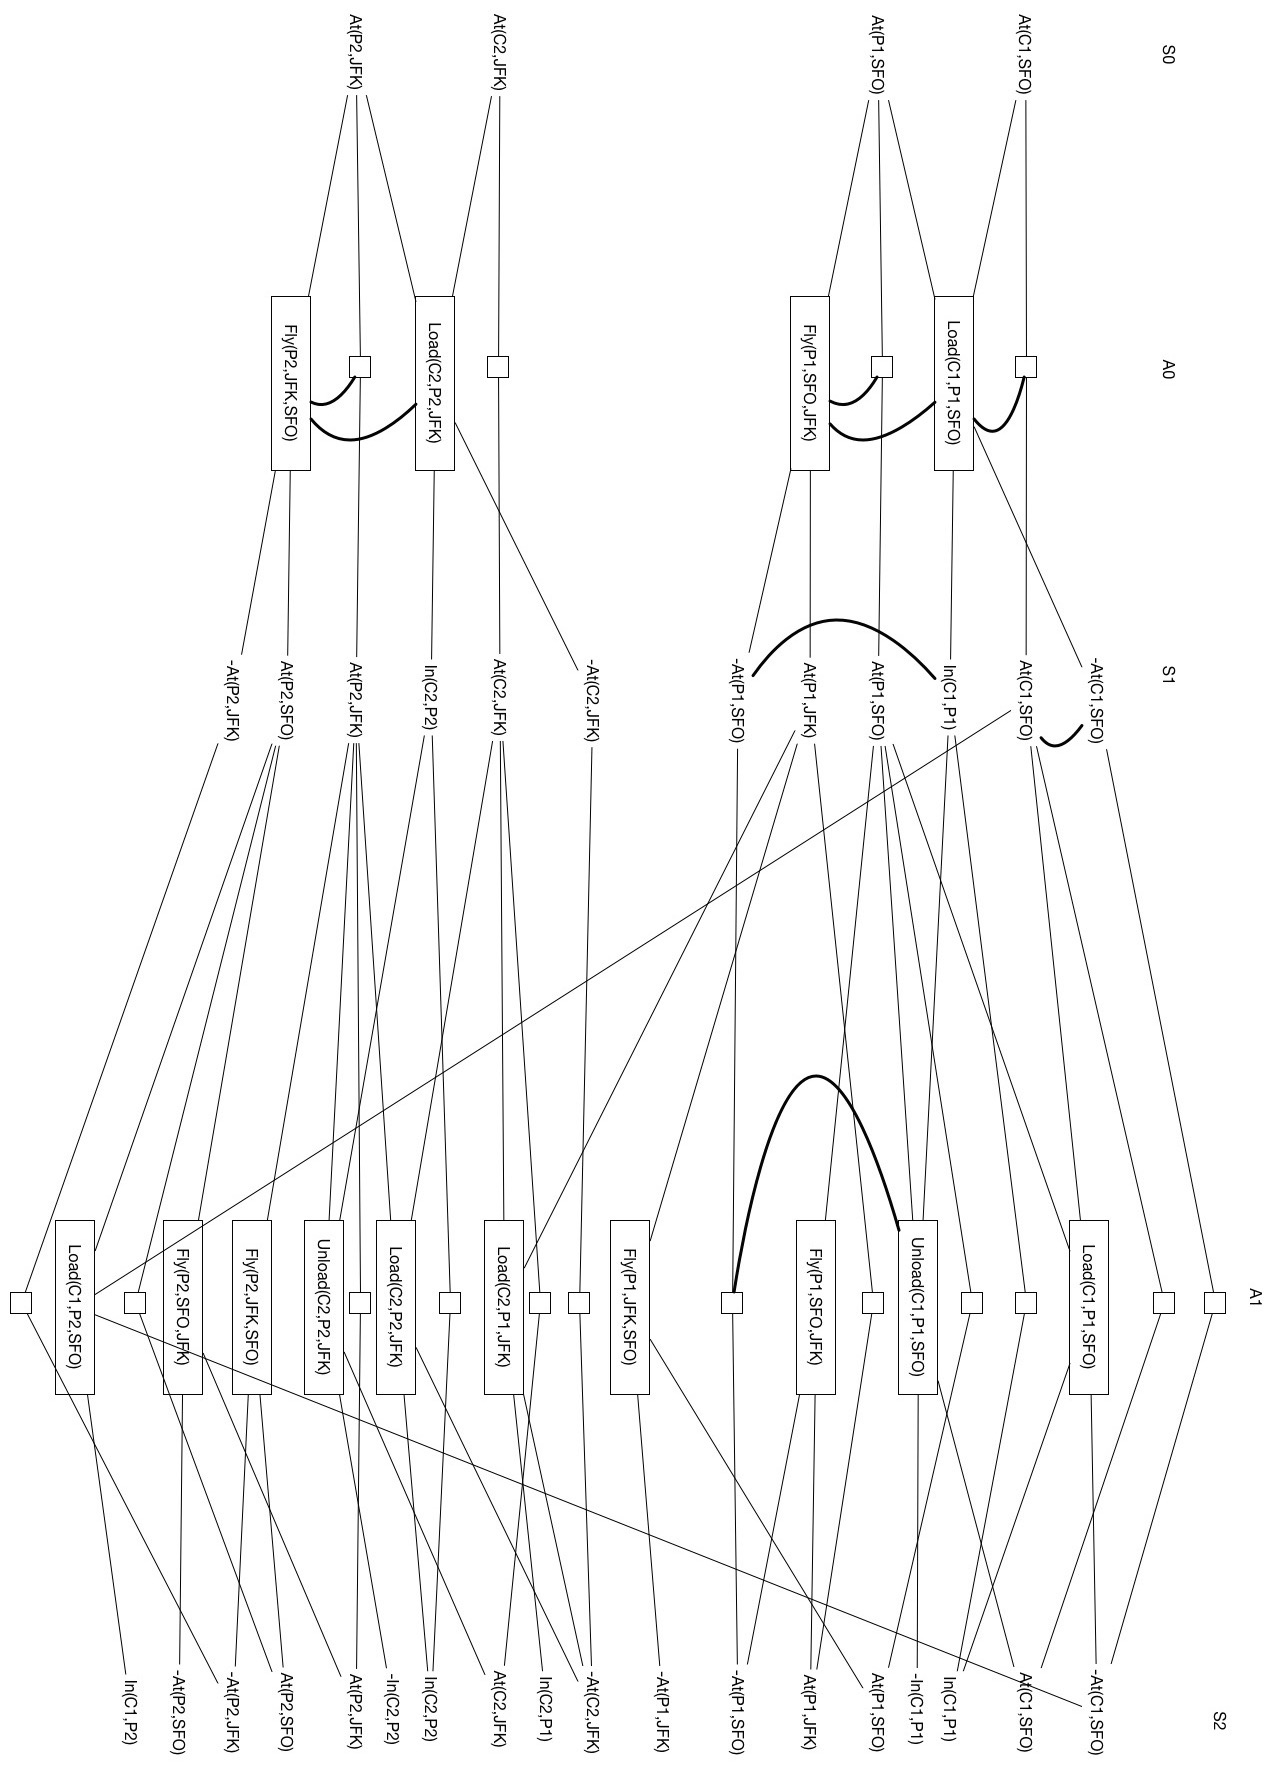 S0
At(C1,SFO)
At(P1,SFO)
At(C2,JFK)
At(P2,JFK)
A0
Load(C1,P1,SFO)
Fly(P1,SFO,JFK)
Load(C2,P2,JFK)
Fly(P2,JFK,SFO)
S1
-At(C1,SFO)
At(C1,SFO)
In(C1,P1)
At(P1,SFO)
At(P1,JFK)
-At(P1,SFO)
-At(C2,JFK)
At(C2,JFK)
In(C2,P2)
At(P2,JFK)
At(P2,SFO)
-At(P2,JFK)
A1
Load(C1,P1,SFO)
Unload(C1,P1,SFO)
Fly(P1,SFO,JFK)
Fly(P1,JFK,SFO)
Load(C2,P1,JFK)
Load(C2,P2,JFK)
Unload(C2,P2,JFK)
Fly(P2,JFK,SFO)
Fly(P2,SFO,JFK)
Load(C1,P2,SFO)
S2
-At(C1,SFO)
At(C1,SFO)
In(C1,P1)
-In(C1,P1)
At(P1,SFO)
At(P1,JFK)
-At(P1,SFO)
-At(P1,JFK)
-At(C2,JFK)
In(C2,P1)
At(C2,JFK)
In(C2,P2)
-In(C2,P2)
At(P2,JFK)
At(P2,SFO)
-At(P2,JFK)
-At(P2,SFO)
In(C1,P2)